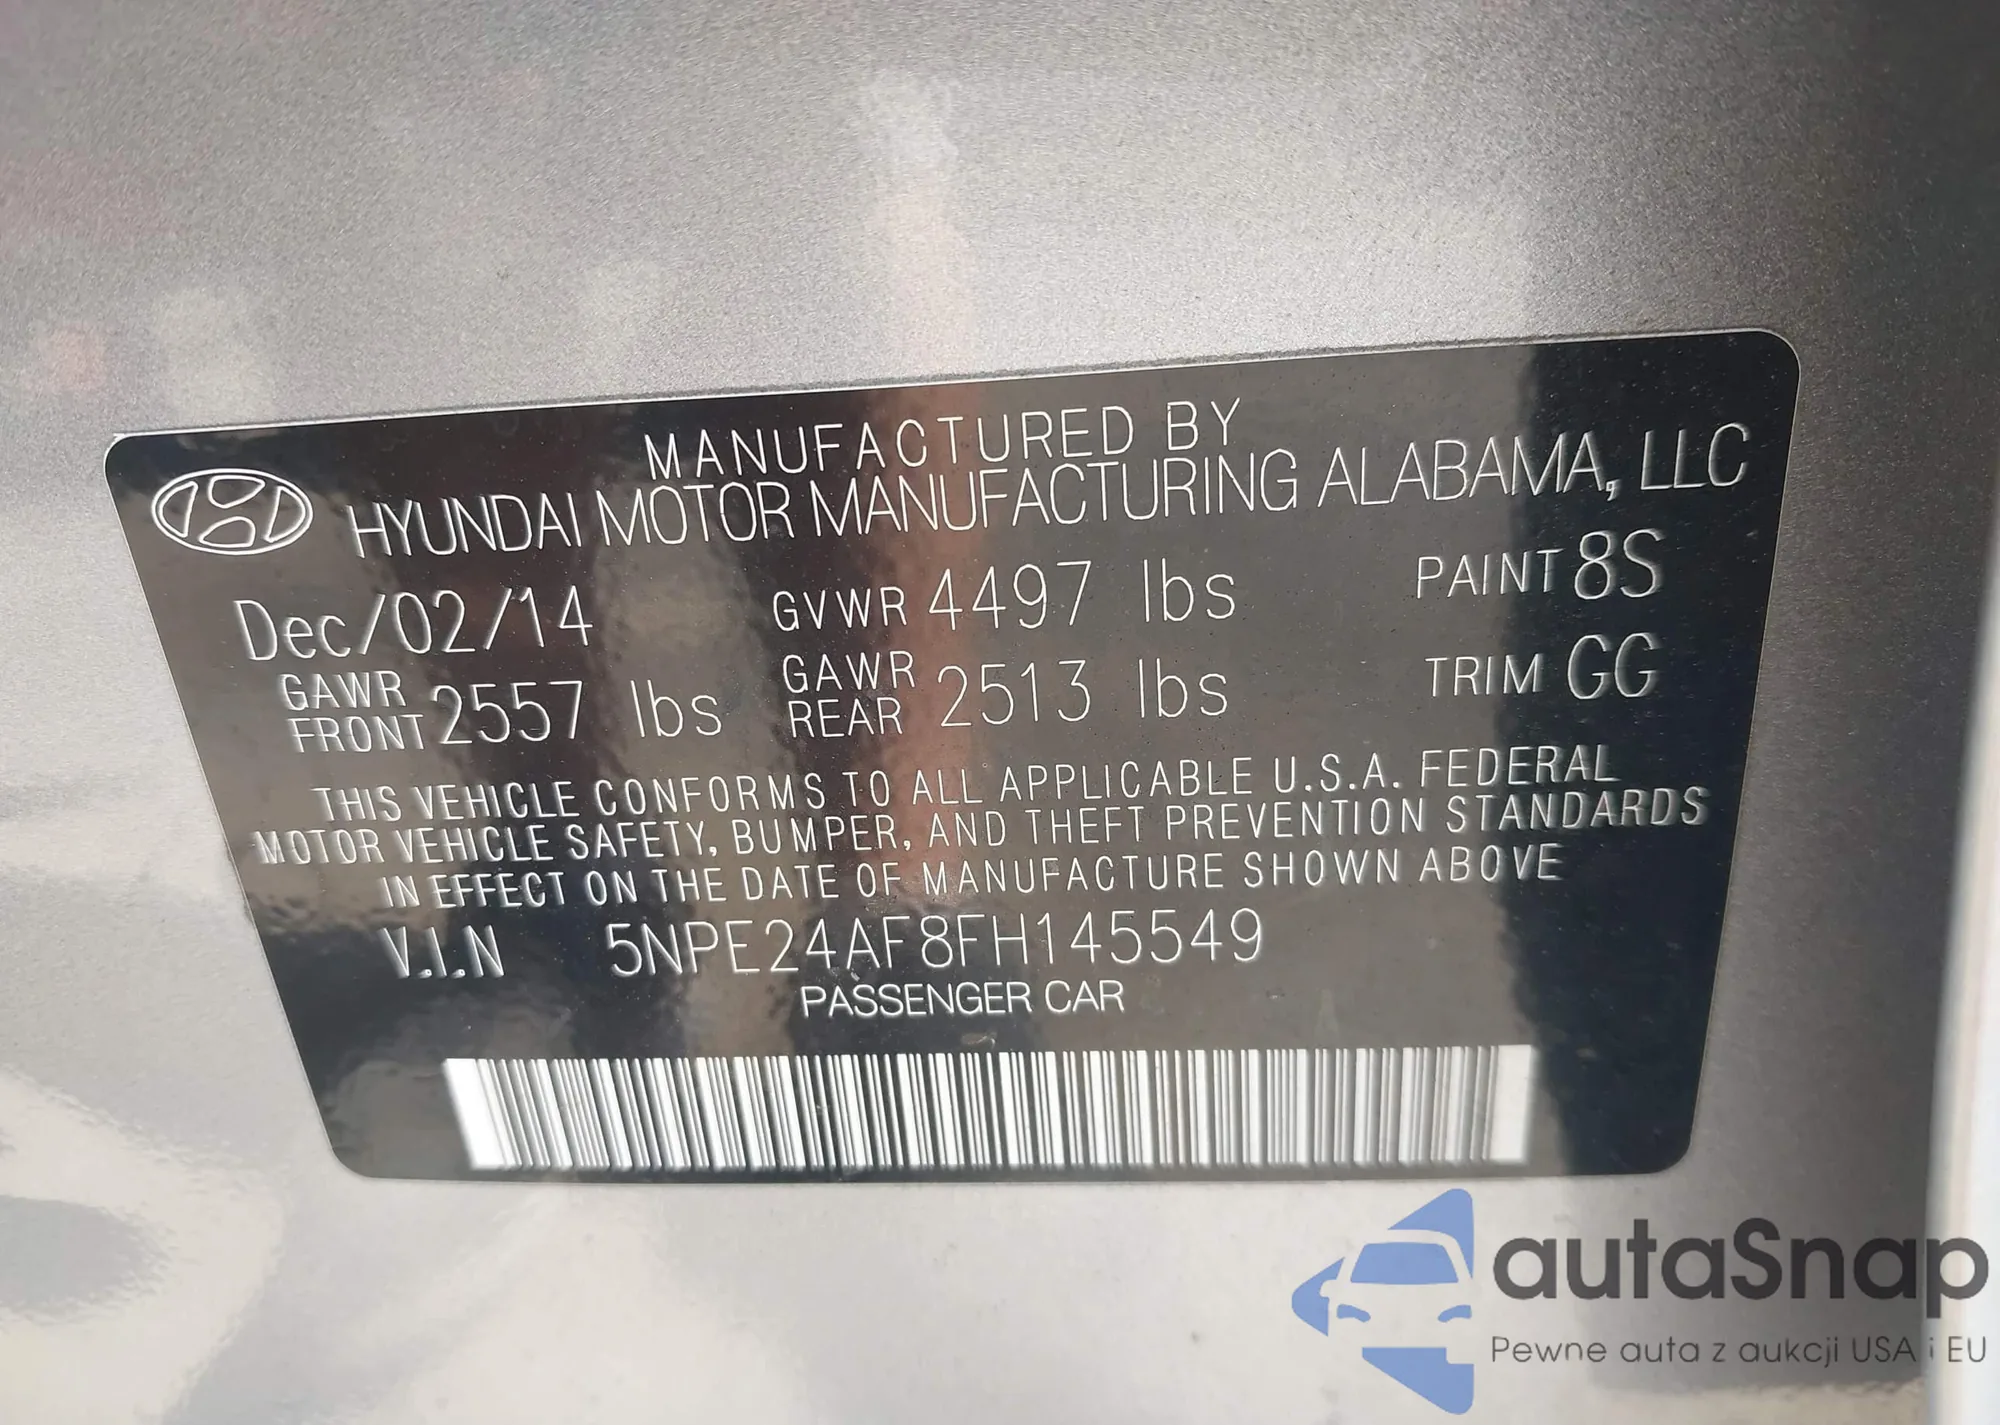 MANUFACTURED BY
HYUNDAI MOTOR MANUFACTURING ALABAMA, LLC
Dec/02/14 GVWR 4497 lbs PAINT 8S
GAWR FRONT 2557 lbs GAWR REAR 2513 lbs TRIM GG
THIS VEHICLE CONFORMS TO ALL APPLICABLE U.S.A. FEDERAL
MOTOR VEHICLE SAFETY, BUMPER, AND THEFT PREVENTION STANDARDS
IN EFFECT ON THE DATE OF MANUFACTURE SHOWN ABOVE
V.I.N 5NPE24AF8FH145549
PASSENGER CAR
autaSnap
Pewne auta z aukcji USA i EU